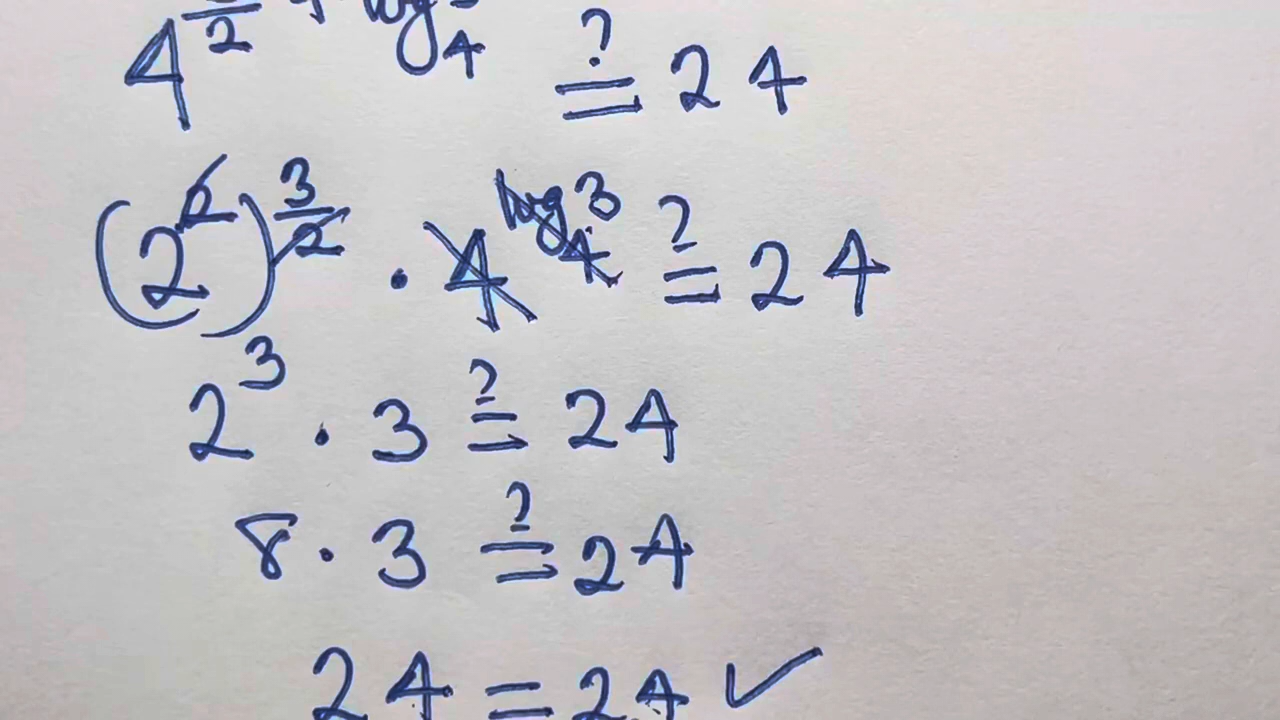 4^(3/2 + log_4 3) ≟ 24
(2^2)^(3/2) · 4^(log_4 3) ≟ 24
2^3 · 3 ≟ 24
8 · 3 ≟ 24
24 = 24 ✓